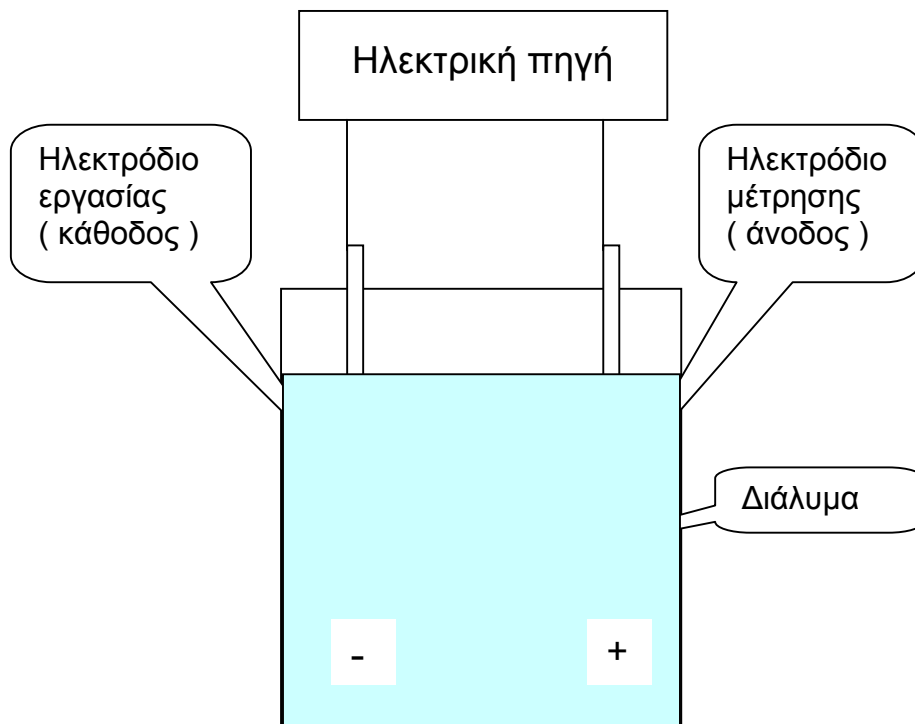 Ηλεκτρική πηγή
Ηλεκτρόδιο
εργασίας
( κάθοδος )
Ηλεκτρόδιο
μέτρησης
( άνοδος )
Διάλυμα
-
+